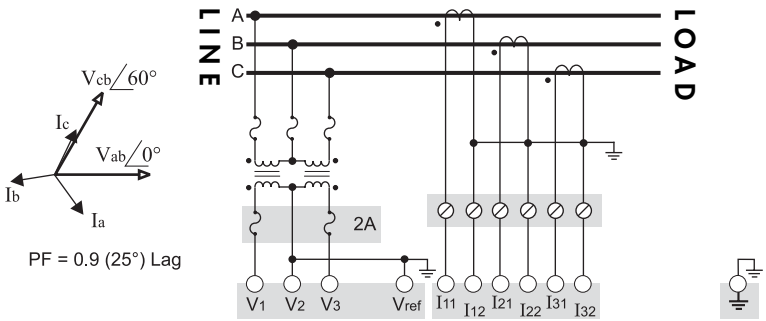 LINE
LOAD
A
B
C
Vcb/60°
Ic
Vab/0°
Ib
Ia
PF = 0.9 (25°) Lag
2A
V1
V2
V3
Vref
I11
I12
I21
I22
I31
I32